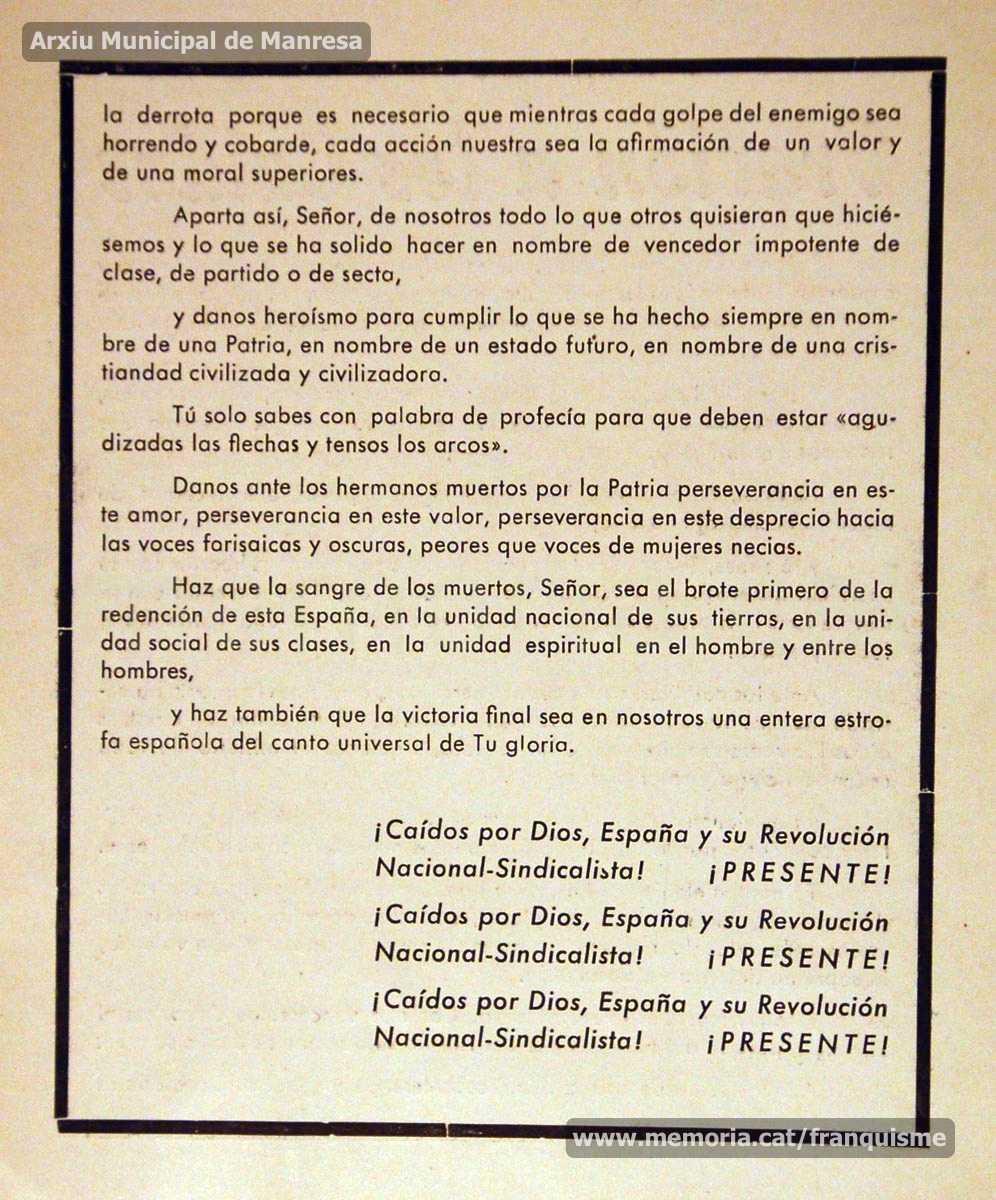 Arxiu Municipal de Manresa
la derrota porque es necesario que mientras cada golpe del enemigo sea
horrendo y cobarde, cada acción nuestra sea la afirmación de un valor y
de una moral superiores.
Aparta así, Señor, de nosotros todo lo que otros quisieran que hicié-
semos y lo que se ha solido hacer en nombre de vencedor impotente de
clase, de partido o de secta,
y danos heroísmo para cumplir lo que se ha hecho siempre en nom-
bre de una Patria, en nombre de un estado futuro, en nombre de una cris-
tiandad civilizada y civilizadora.
Tú solo sabes con palabra de profecía para que deben estar «agu-
dizadas las flechas y tensos los arcos».
Danos ante los hermanos muertos por la Patria perseverancia en es-
te amor, perseverancia en este valor, perseverancia en este desprecio hacia
las voces farisaicas y oscuras, peores que voces de mujeres necias.
Haz que la sangre de los muertos, Señor, sea el brote primero de la
redención de esta España, en la unidad nacional de sus tierras, en la uni-
dad social de sus clases, en la unidad espiritual en el hombre y entre los
hombres,
y haz también que la victoria final sea en nosotros una entera estro-
fa española del canto universal de Tu gloria.
¡Caídos por Dios, España y su Revolución
Nacional-Sindicalista! ¡PRESENTE!
¡Caídos por Dios, España y su Revolución
Nacional-Sindicalista! ¡PRESENTE!
¡Caídos por Dios, España y su Revolución
Nacional-Sindicalista! ¡PRESENTE!
www.memoria.cat/franquisme